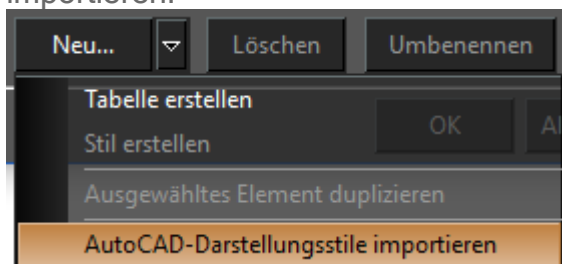 importieren.
Neu... Löschen Umbenennen
Tabelle erstellen
OK
Stil erstellen
Ausgewähltes Element duplizieren
AutoCAD-Darstellungsstile importieren